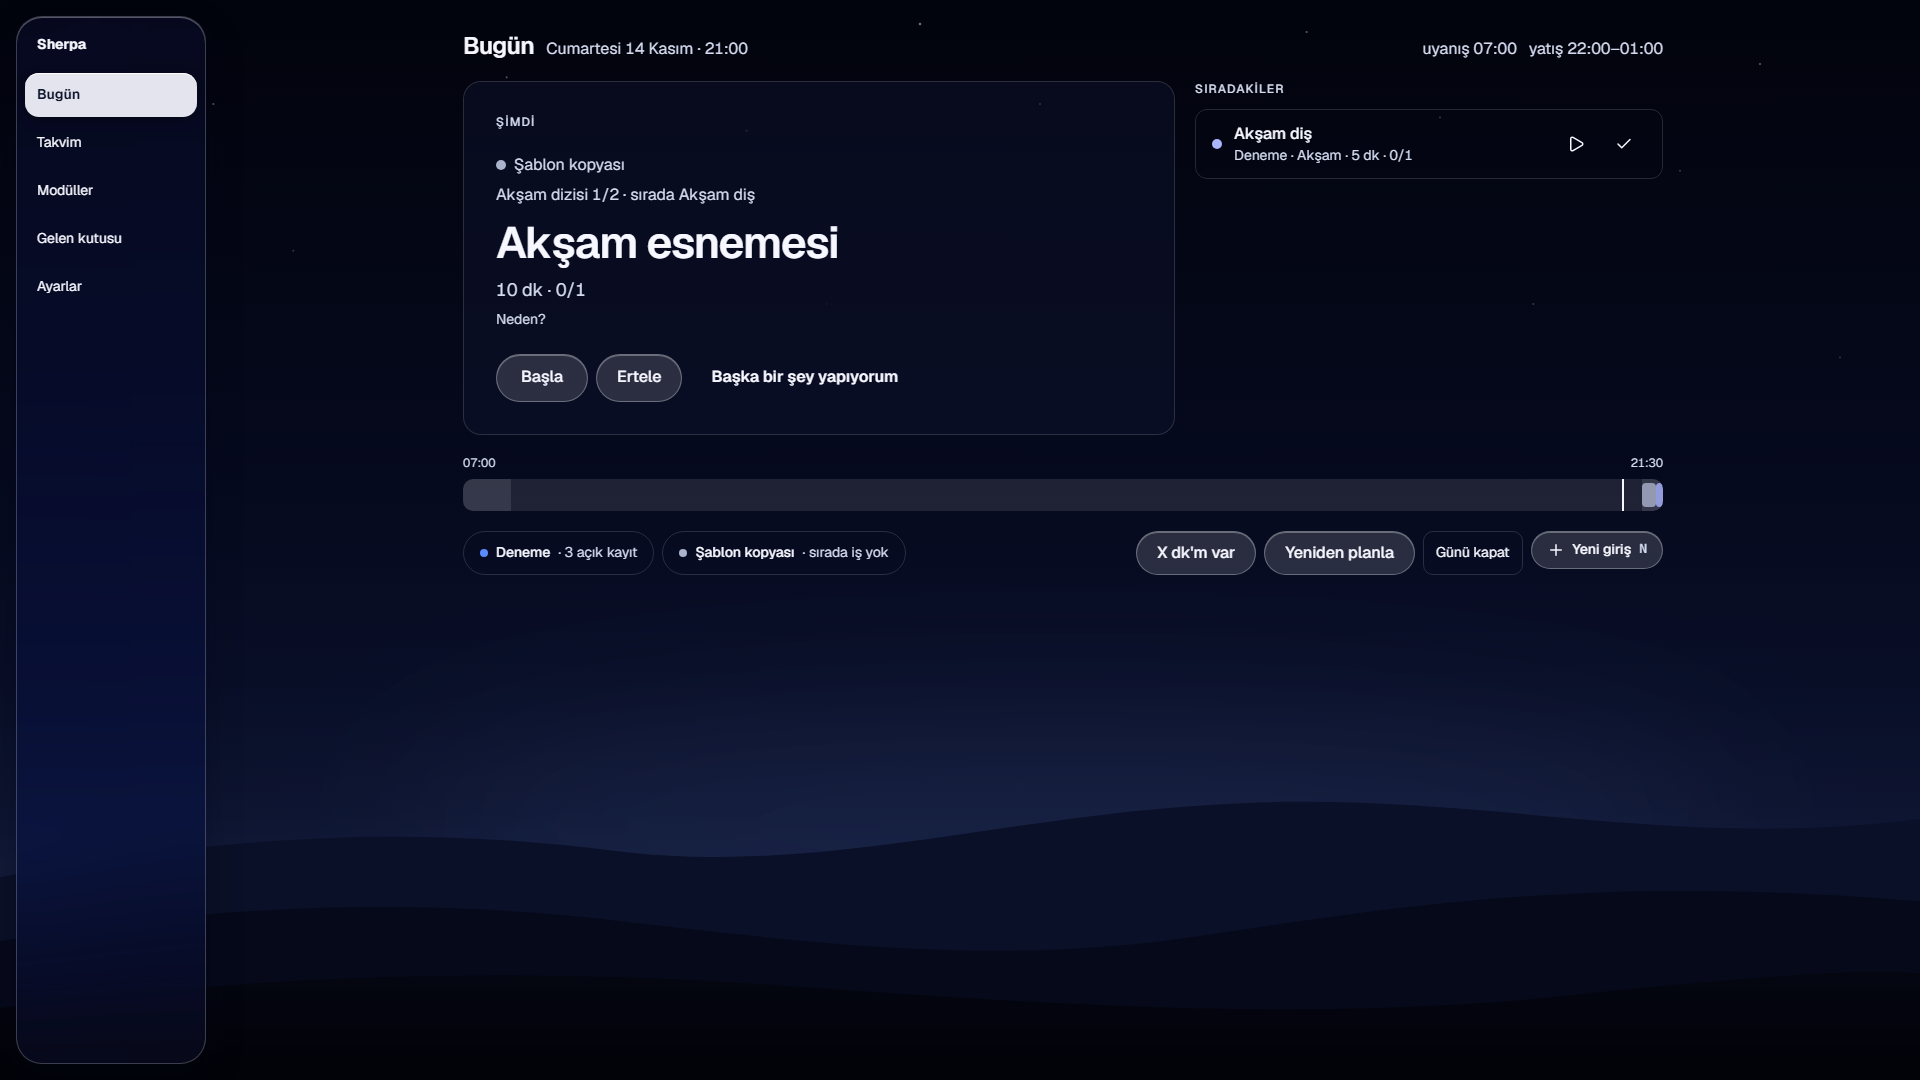 Sherpa
Bugün
Takvim
Modüller
Gelen kutusu
Ayarlar
Bugün Cumartesi 14 Kasım · 21:00
uyanış 07:00 yatış 22:00–01:00
ŞİMDİ
Şablon kopyası
Akşam dizisi 1/2 · sırada Akşam diş
Akşam esnemesi
10 dk · 0/1
Neden?
Başla Ertele Başka bir şey yapıyorum
SIRADAKİLER
Akşam diş
Deneme · Akşam · 5 dk · 0/1
07:00 21:30
Deneme · 3 açık kayıt Şablon kopyası · sırada iş yok X dk'm var Yeniden planla Günü kapat Yeni giriş N